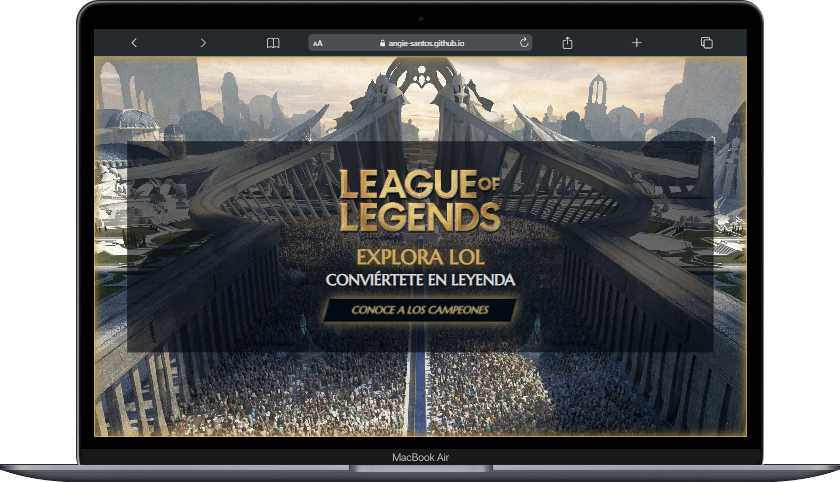 AA angie-santos.github.io
LEAGUE OF
LEGENDS
EXPLORA LOL
CONVIÉRTETE EN LEYENDA
CONOCE A LOS CAMPEONES
MacBook Air